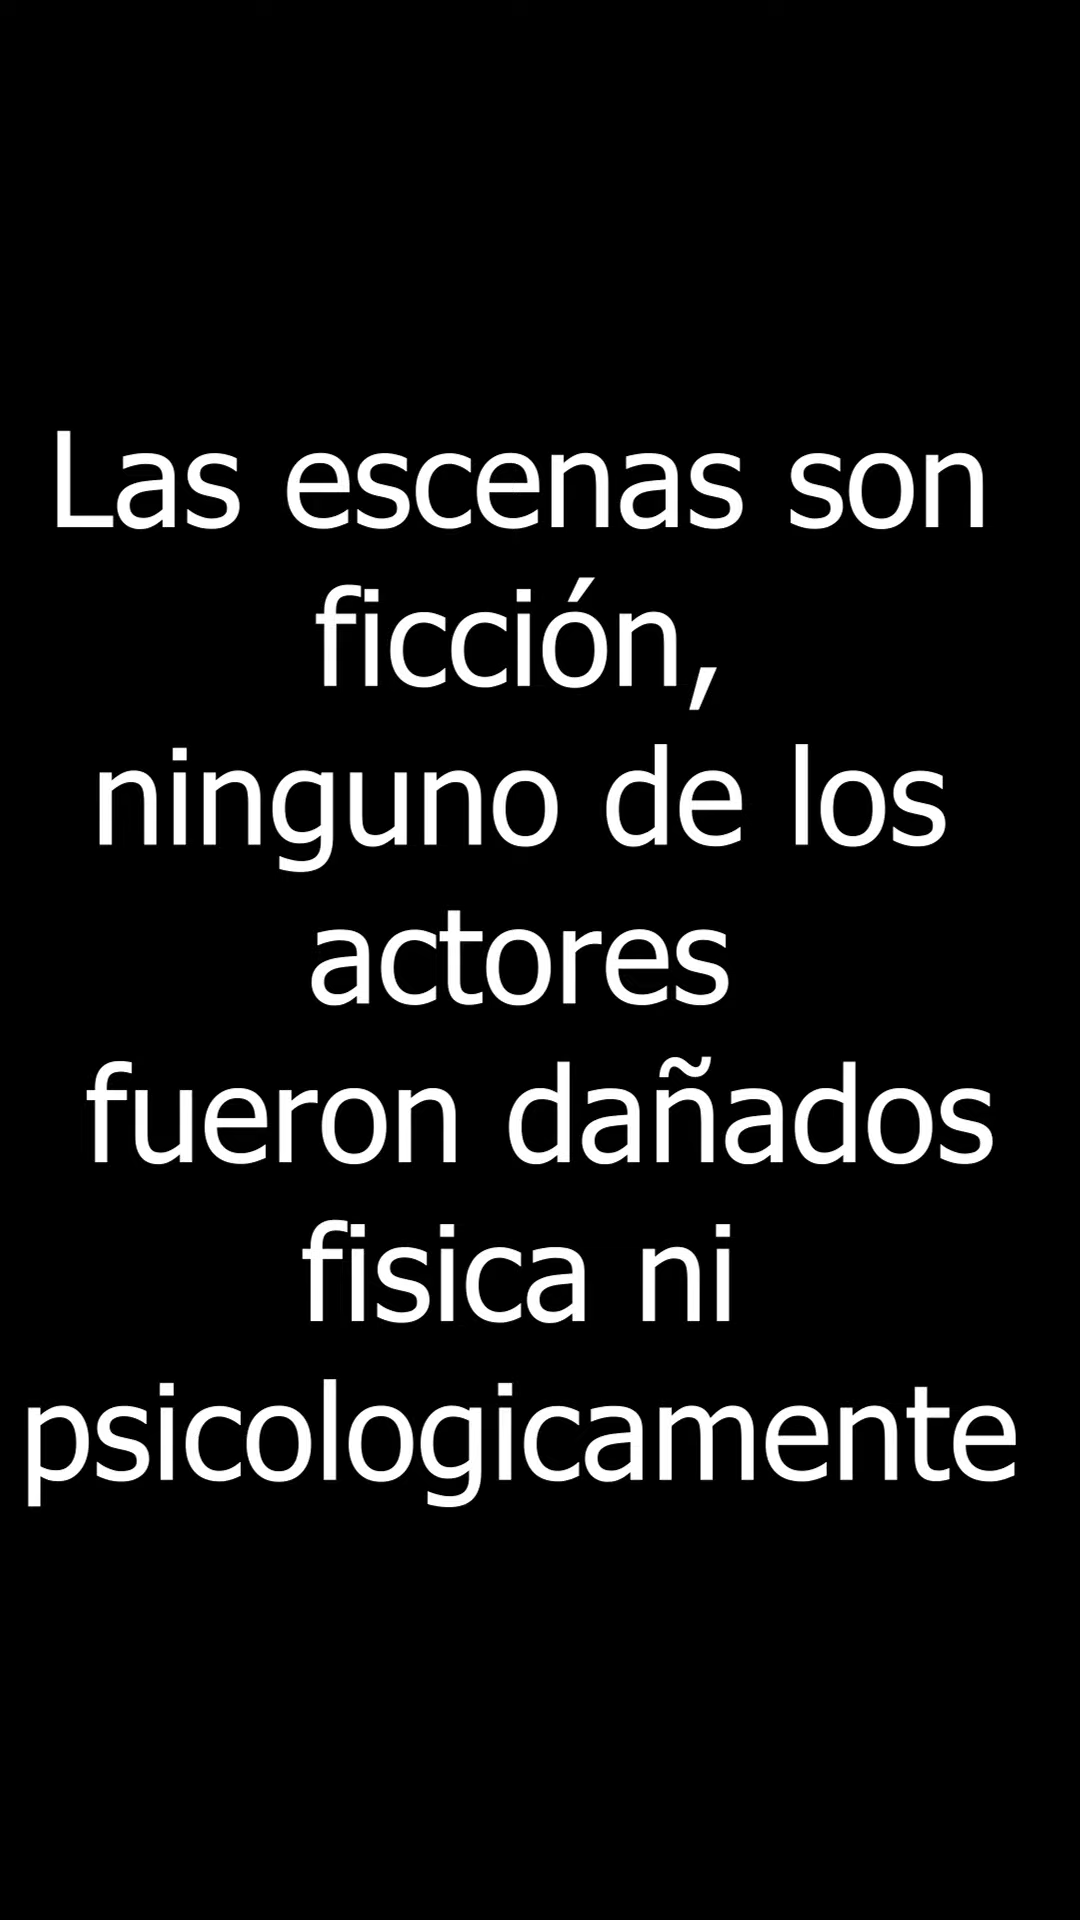 Las escenas son
ficción,
ninguno de los
actores
fueron dañados
fisica ni
psicologicamente